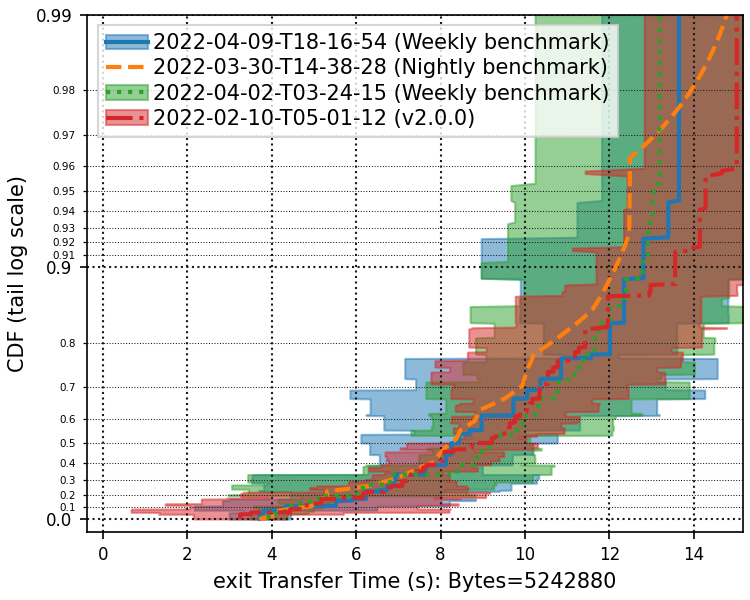 2022-04-09-T18-16-54 (Weekly benchmark)
2022-03-30-T14-38-28 (Nightly benchmark)
2022-04-02-T03-24-15 (Weekly benchmark)
2022-02-10-T05-01-12 (v2.0.0)
CDF (tail log scale)
0.99
0.98
0.97
0.96
0.95
0.94
0.93
0.92
0.91
0.9
0.8
0.7
0.6
0.5
0.4
0.3
0.2
0.1
0.0
0 2 4 6 8 10 12 14
exit Transfer Time (s): Bytes=5242880